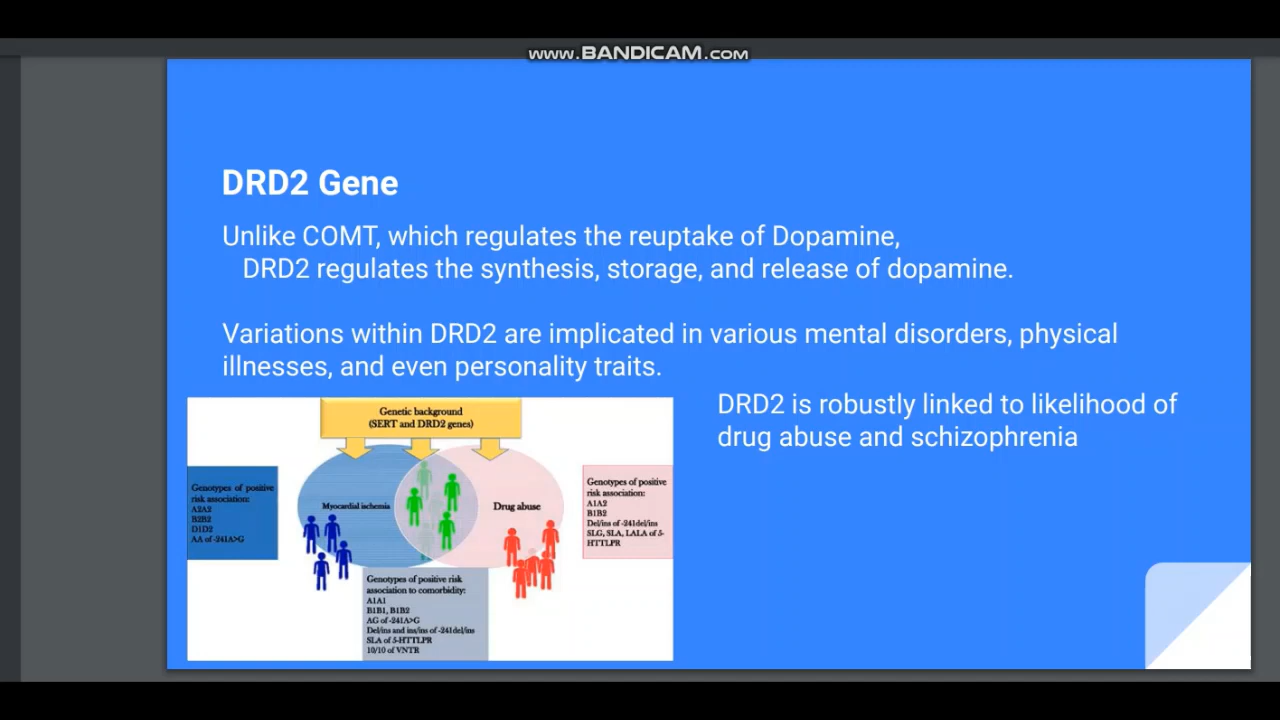 www.BANDICAM.com
DRD2 Gene
Unlike COMT, which regulates the reuptake of Dopamine,
DRD2 regulates the synthesis, storage, and release of dopamine.
Variations within DRD2 are implicated in various mental disorders, physical
illnesses, and even personality traits.
DRD2 is robustly linked to likelihood of
drug abuse and schizophrenia
Genetic background
(SERT and DRD2 genes)
Genotypes of positive
risk association:
A2A2
B2B2
D1D2
AA of -241A>G
Myocardial ischemia
Drug abuse
Genotypes of positive
risk association:
A1A2
B1B2
Del/ins of -241del/ins
SLG, SLA, LALA of 5-
HTTLPR
Genotypes of positive risk
association to comorbidity:
A1A1
B1B1, B1B2
AG of -241A>G
Del/ins and ins/ins of -241del/ins
SLA of 5-HTTLPR
10/10 of VNTR